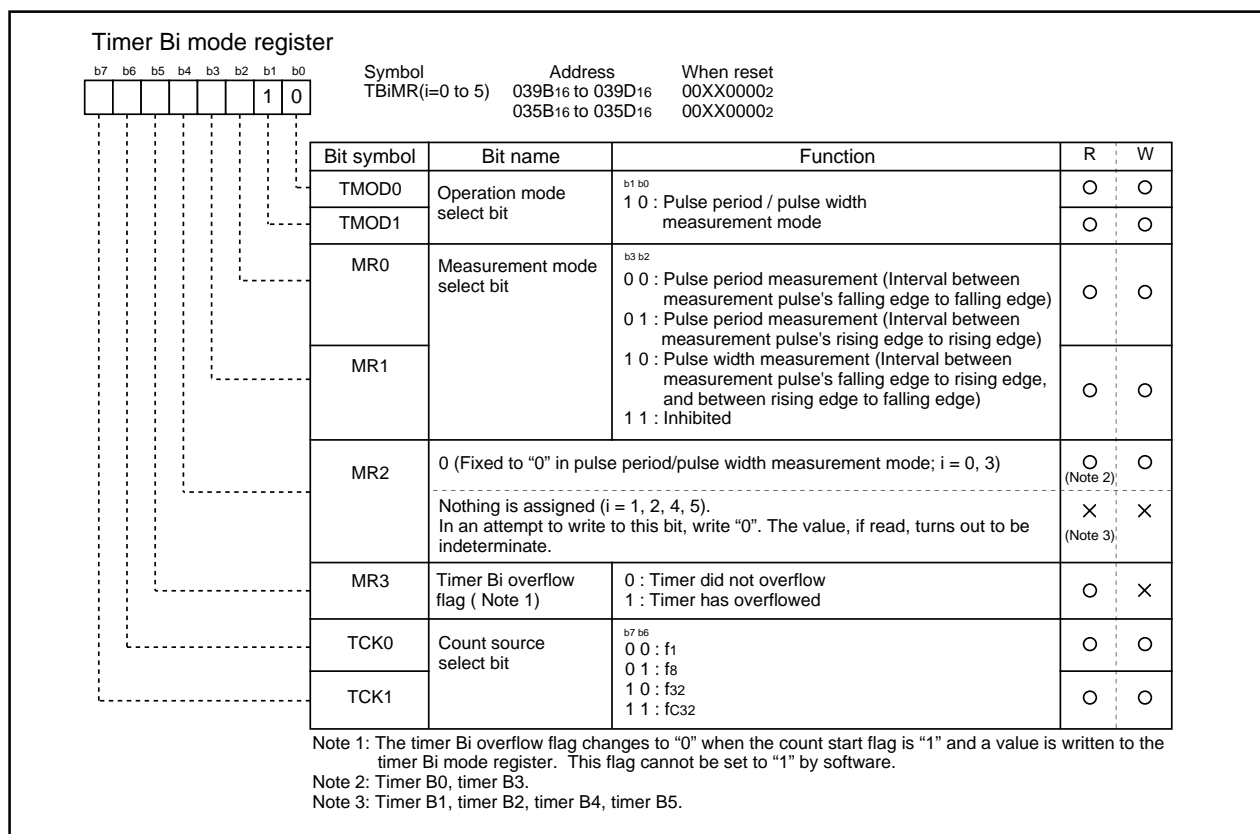 Timer Bi mode register
b7 b6 b5 b4 b3 b2 b1 b0
1 0
Symbol Address When reset
TBiMR(i=0 to 5) 039B16 to 039D16 00XX00002
035B16 to 035D16 00XX00002
Bit symbol Bit name Function R W
TMOD0
TMOD1
Operation mode
select bit
b1 b0
1 0 : Pulse period / pulse width
measurement mode
MR0
MR1
Measurement mode
select bit
b3 b2
0 0 : Pulse period measurement (Interval between
measurement pulse's falling edge to falling edge)
0 1 : Pulse period measurement (Interval between
measurement pulse's rising edge to rising edge)
1 0 : Pulse width measurement (Interval between
measurement pulse's falling edge to rising edge,
and between rising edge to falling edge)
1 1 : Inhibited
MR2
0 (Fixed to “0” in pulse period/pulse width measurement mode; i = 0, 3)
(Note 2)
Nothing is assigned (i = 1, 2, 4, 5).
In an attempt to write to this bit, write “0”. The value, if read, turns out to be
indeterminate.
(Note 3)
MR3
Timer Bi overflow
flag ( Note 1)
0 : Timer did not overflow
1 : Timer has overflowed
TCK0
TCK1
Count source
select bit
b7 b6
0 0 : f1
0 1 : f8
1 0 : f32
1 1 : fC32
Note 1: The timer Bi overflow flag changes to “0” when the count start flag is “1” and a value is written to the
timer Bi mode register. This flag cannot be set to “1” by software.
Note 2: Timer B0, timer B3.
Note 3: Timer B1, timer B2, timer B4, timer B5.